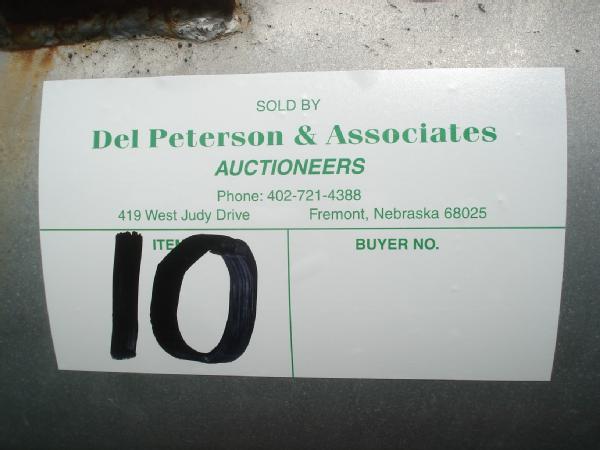 SOLD BY
Del Peterson & Associates
AUCTIONEERS
Phone: 402-721-4388
419 West Judy Drive Fremont, Nebraska 68025
BUYER NO.
10